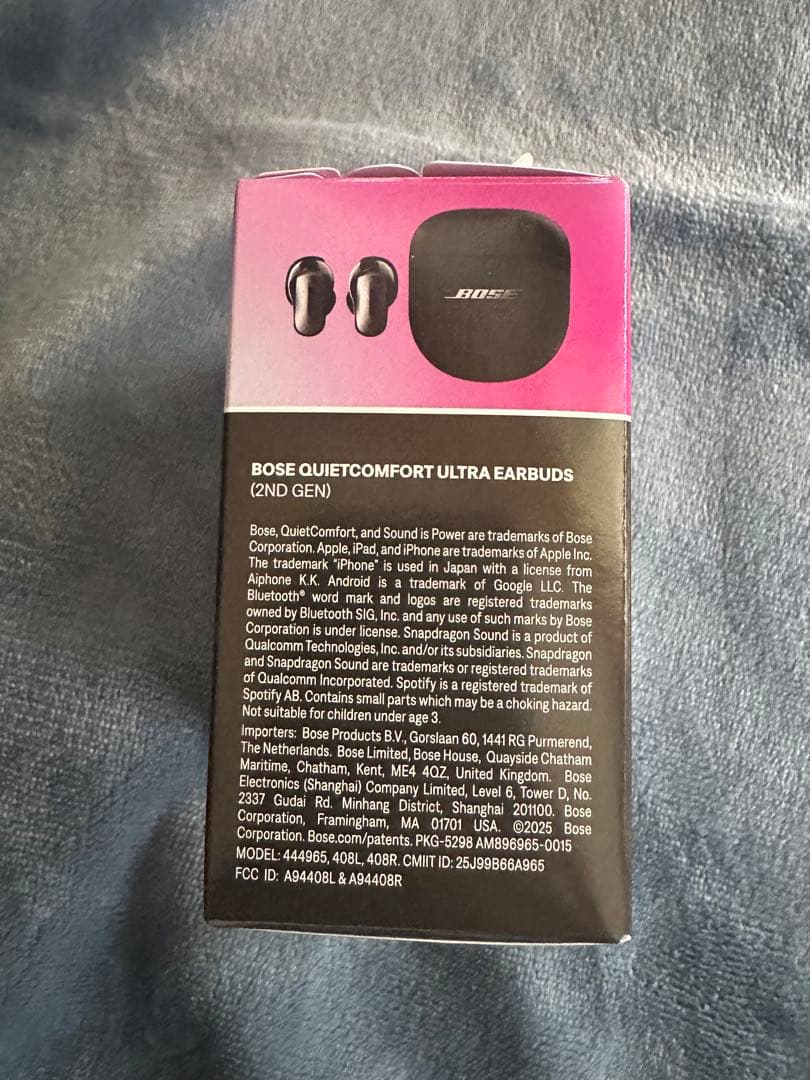 BOSE
BOSE QUIETCOMFORT ULTRA EARBUDS
(2ND GEN)
Bose, QuietComfort, and Sound is Power are trademarks of Bose
Corporation. Apple, iPad, and iPhone are trademarks of Apple Inc.
The trademark "iPhone" is used in Japan with a license from
Aiphone K.K. Android is a trademark of Google LLC. The
Bluetooth® word mark and logos are registered trademarks
owned by Bluetooth SIG, Inc. and any use of such marks by Bose
Corporation is under license. Snapdragon Sound is a product of
Qualcomm Technologies, Inc. and/or its subsidiaries. Snapdragon
and Snapdragon Sound are trademarks or registered trademarks
of Qualcomm Incorporated. Spotify is a registered trademark of
Spotify AB. Contains small parts which may be a choking hazard.
Not suitable for children under age 3.
Importers: Bose Products B.V., Gorslaan 60, 1441 RG Purmerend,
The Netherlands. Bose Limited, Bose House, Quayside Chatham
Maritime, Chatham, Kent, ME4 4QZ, United Kingdom. Bose
Electronics (Shanghai) Company Limited, Level 6, Tower D, No.
2337 Gudai Rd. Minhang District, Shanghai 201100. Bose
Corporation, Framingham, MA 01701 USA. ©2025 Bose
Corporation. Bose.com/patents. PKG-5298 AM896965-0015
MODEL: 444965, 408L, 408R. CMIIT ID: 25J99B66A965
FCC ID: A94408L & A94408R